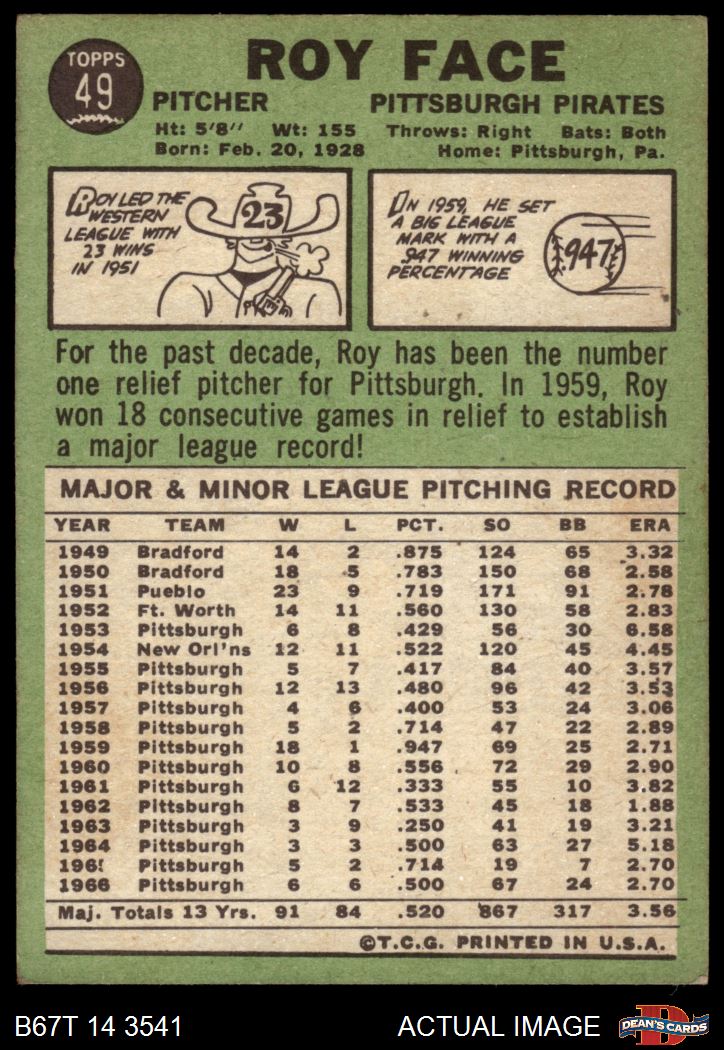 TOPPS
49
ROY FACE
PITCHER PITTSBURGH PIRATES
Ht: 5'8" Wt: 155 Throws: Right Bats: Both
Born: Feb. 20, 1928 Home: Pittsburgh, Pa.
ROY LED THE
WESTERN
LEAGUE WITH
23 WINS
IN 1951
23
IN 1959, HE SET
A BIG LEAGUE
MARK WITH A
.947 WINNING
PERCENTAGE
.947
For the past decade, Roy has been the number
one relief pitcher for Pittsburgh. In 1959, Roy
won 18 consecutive games in relief to establish
a major league record!
MAJOR & MINOR LEAGUE PITCHING RECORD
YEAR TEAM W L PCT. SO BB ERA
1949 Bradford 14 2 .875 124 65 3.32
1950 Bradford 18 5 .783 150 68 2.58
1951 Pueblo 23 9 .719 171 91 2.78
1952 Ft. Worth 14 11 .560 130 58 2.83
1953 Pittsburgh 6 8 .429 56 30 6.58
1954 New Orl'ns 12 11 .522 120 45 4.45
1955 Pittsburgh 5 7 .417 84 40 3.57
1956 Pittsburgh 12 13 .480 96 42 3.53
1957 Pittsburgh 4 6 .400 53 24 3.06
1958 Pittsburgh 5 2 .714 47 22 2.89
1959 Pittsburgh 18 1 .947 69 25 2.71
1960 Pittsburgh 10 8 .556 72 29 2.90
1961 Pittsburgh 6 12 .333 55 10 3.82
1962 Pittsburgh 8 7 .533 45 18 1.88
1963 Pittsburgh 3 9 .250 41 19 3.21
1964 Pittsburgh 3 3 .500 63 27 5.18
1965 Pittsburgh 5 2 .714 19 7 2.70
1966 Pittsburgh 6 6 .500 67 24 2.70
Maj. Totals 13 Yrs. 91 84 .520 867 317 3.56
©T.C.G. PRINTED IN U.S.A.
B67T 14 3541 ACTUAL IMAGE
D
DEAN'S CARDS